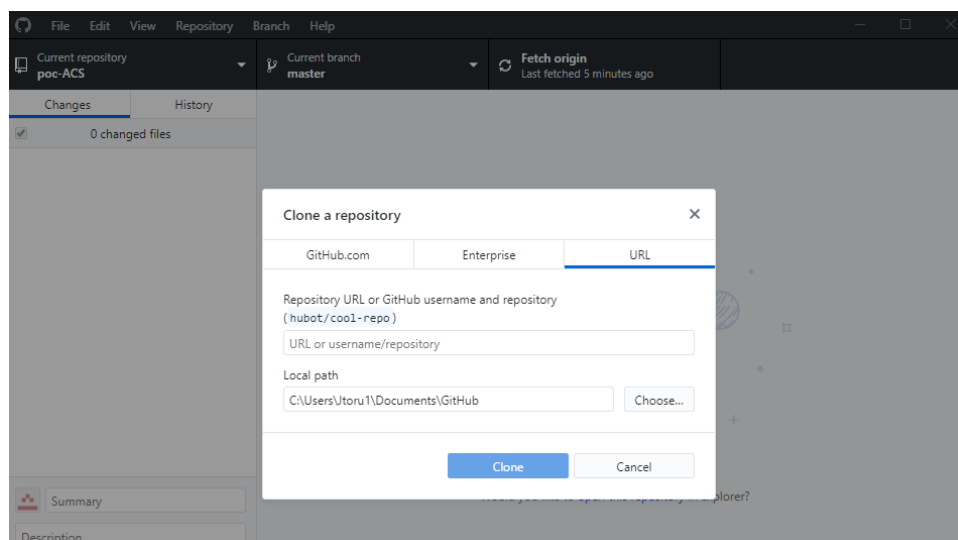 File Edit View Repository Branch Help
Current repository
poc-ACS
Current branch
master
Fetch origin
Last fetched 5 minutes ago
Changes History
0 changed files
Clone a repository
GitHub.com Enterprise URL
Repository URL or GitHub username and repository
(hubot/cool-repo)
URL or username/repository
Local path
C:\Users\Jtoru1\Documents\GitHub
Choose...
Clone Cancel
Summary
Description